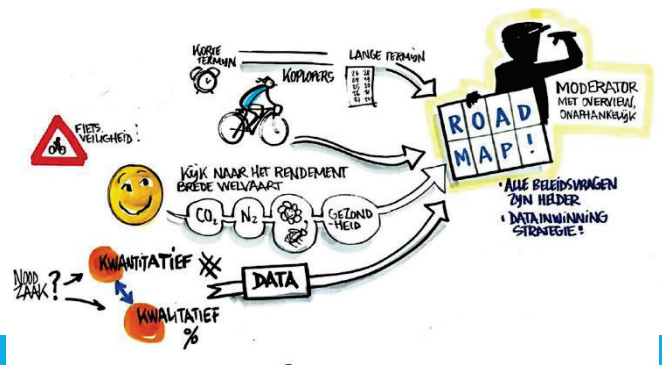 KORTE
TERMIJN
KOPLOPERS
LANGE TERMIJN
MODERATOR
MET OVERVIEW,
ONAFHANKELIJK
ROAD
MAP!
FIETS
VEILIGHEID!
KIJK NAAR HET RENDEMENT
BREDE WELVAART
CO2
N2
GEZOND
-HEID
• ALLE BELEIDSVRAGEN
ZIJN HELDER
• DATAINWINNING
STRATEGIE!
NOOD
ZAAK?
KWANTITATIEF
DATA
KWALITATIEF
%